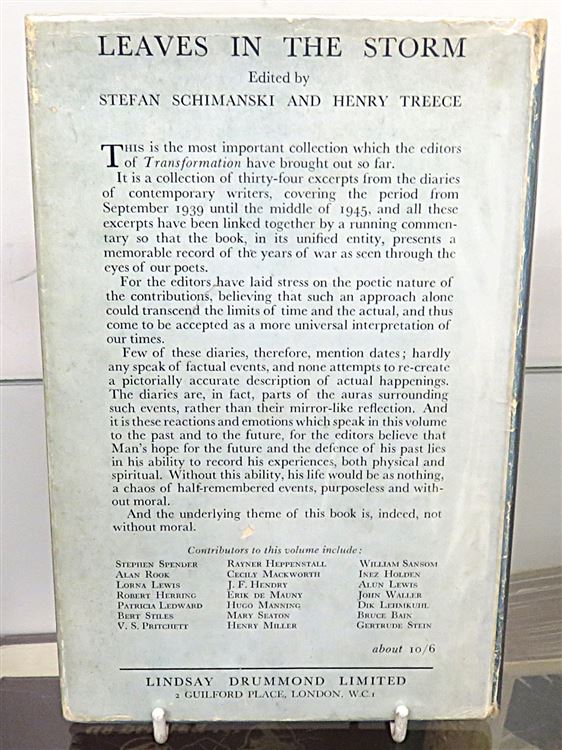 LEAVES IN THE STORM
Edited by
STEFAN SCHIMANSKI AND HENRY TREECE
THIS is the most important collection which the editors
of Transformation have brought out so far.
It is a collection of thirty-four excerpts from the diaries
of contemporary writers, covering the period from
September 1939 until the middle of 1945, and all these
excerpts have been linked together by a running commen-
tary so that the book, in its unified entity, presents a
memorable record of the years of war as seen through the
eyes of our poets.
For the editors have laid stress on the poetic nature of
the contributions, believing that such an approach alone
could transcend the limits of time and the actual, and thus
come to be accepted as a more universal interpretation of
our times.
Few of these diaries, therefore, mention dates; hardly
any speak of factual events, and none attempts to re-create
a pictorially accurate description of actual happenings.
The diaries are, in fact, parts of the auras surrounding
such events, rather than their mirror-like reflection. And
it is these reactions and emotions which speak in this volume
to the past and to the future, for the editors believe that
Man's hope for the future and the defence of his past lies
in his ability to record his experiences, both physical and
spiritual. Without this ability, his life would be as nothing,
a chaos of half-remembered events, purposeless and with-
out moral.
And the underlying theme of this book is, indeed, not
without moral.
Contributors to this volume include:
STEPHEN SPENDER RAYNER HEPPENSTALL WILLIAM SANSOM
ALAN ROOK CECILY MACKWORTH INEZ HOLDEN
LORNA LEWIS J. F. HENDRY ALUN LEWIS
ROBERT HERRING ERIK DE MAUNY JOHN WALLER
PATRICIA LEDWARD HUGO MANNING DIK LEHMKUHL
BERT STILES MARY SEATON BRUCE BAIN
V. S. PRITCHETT HENRY MILLER GERTRUDE STEIN
about 10/6
LINDSAY DRUMMOND LIMITED
2 GUILFORD PLACE, LONDON, W.C.1